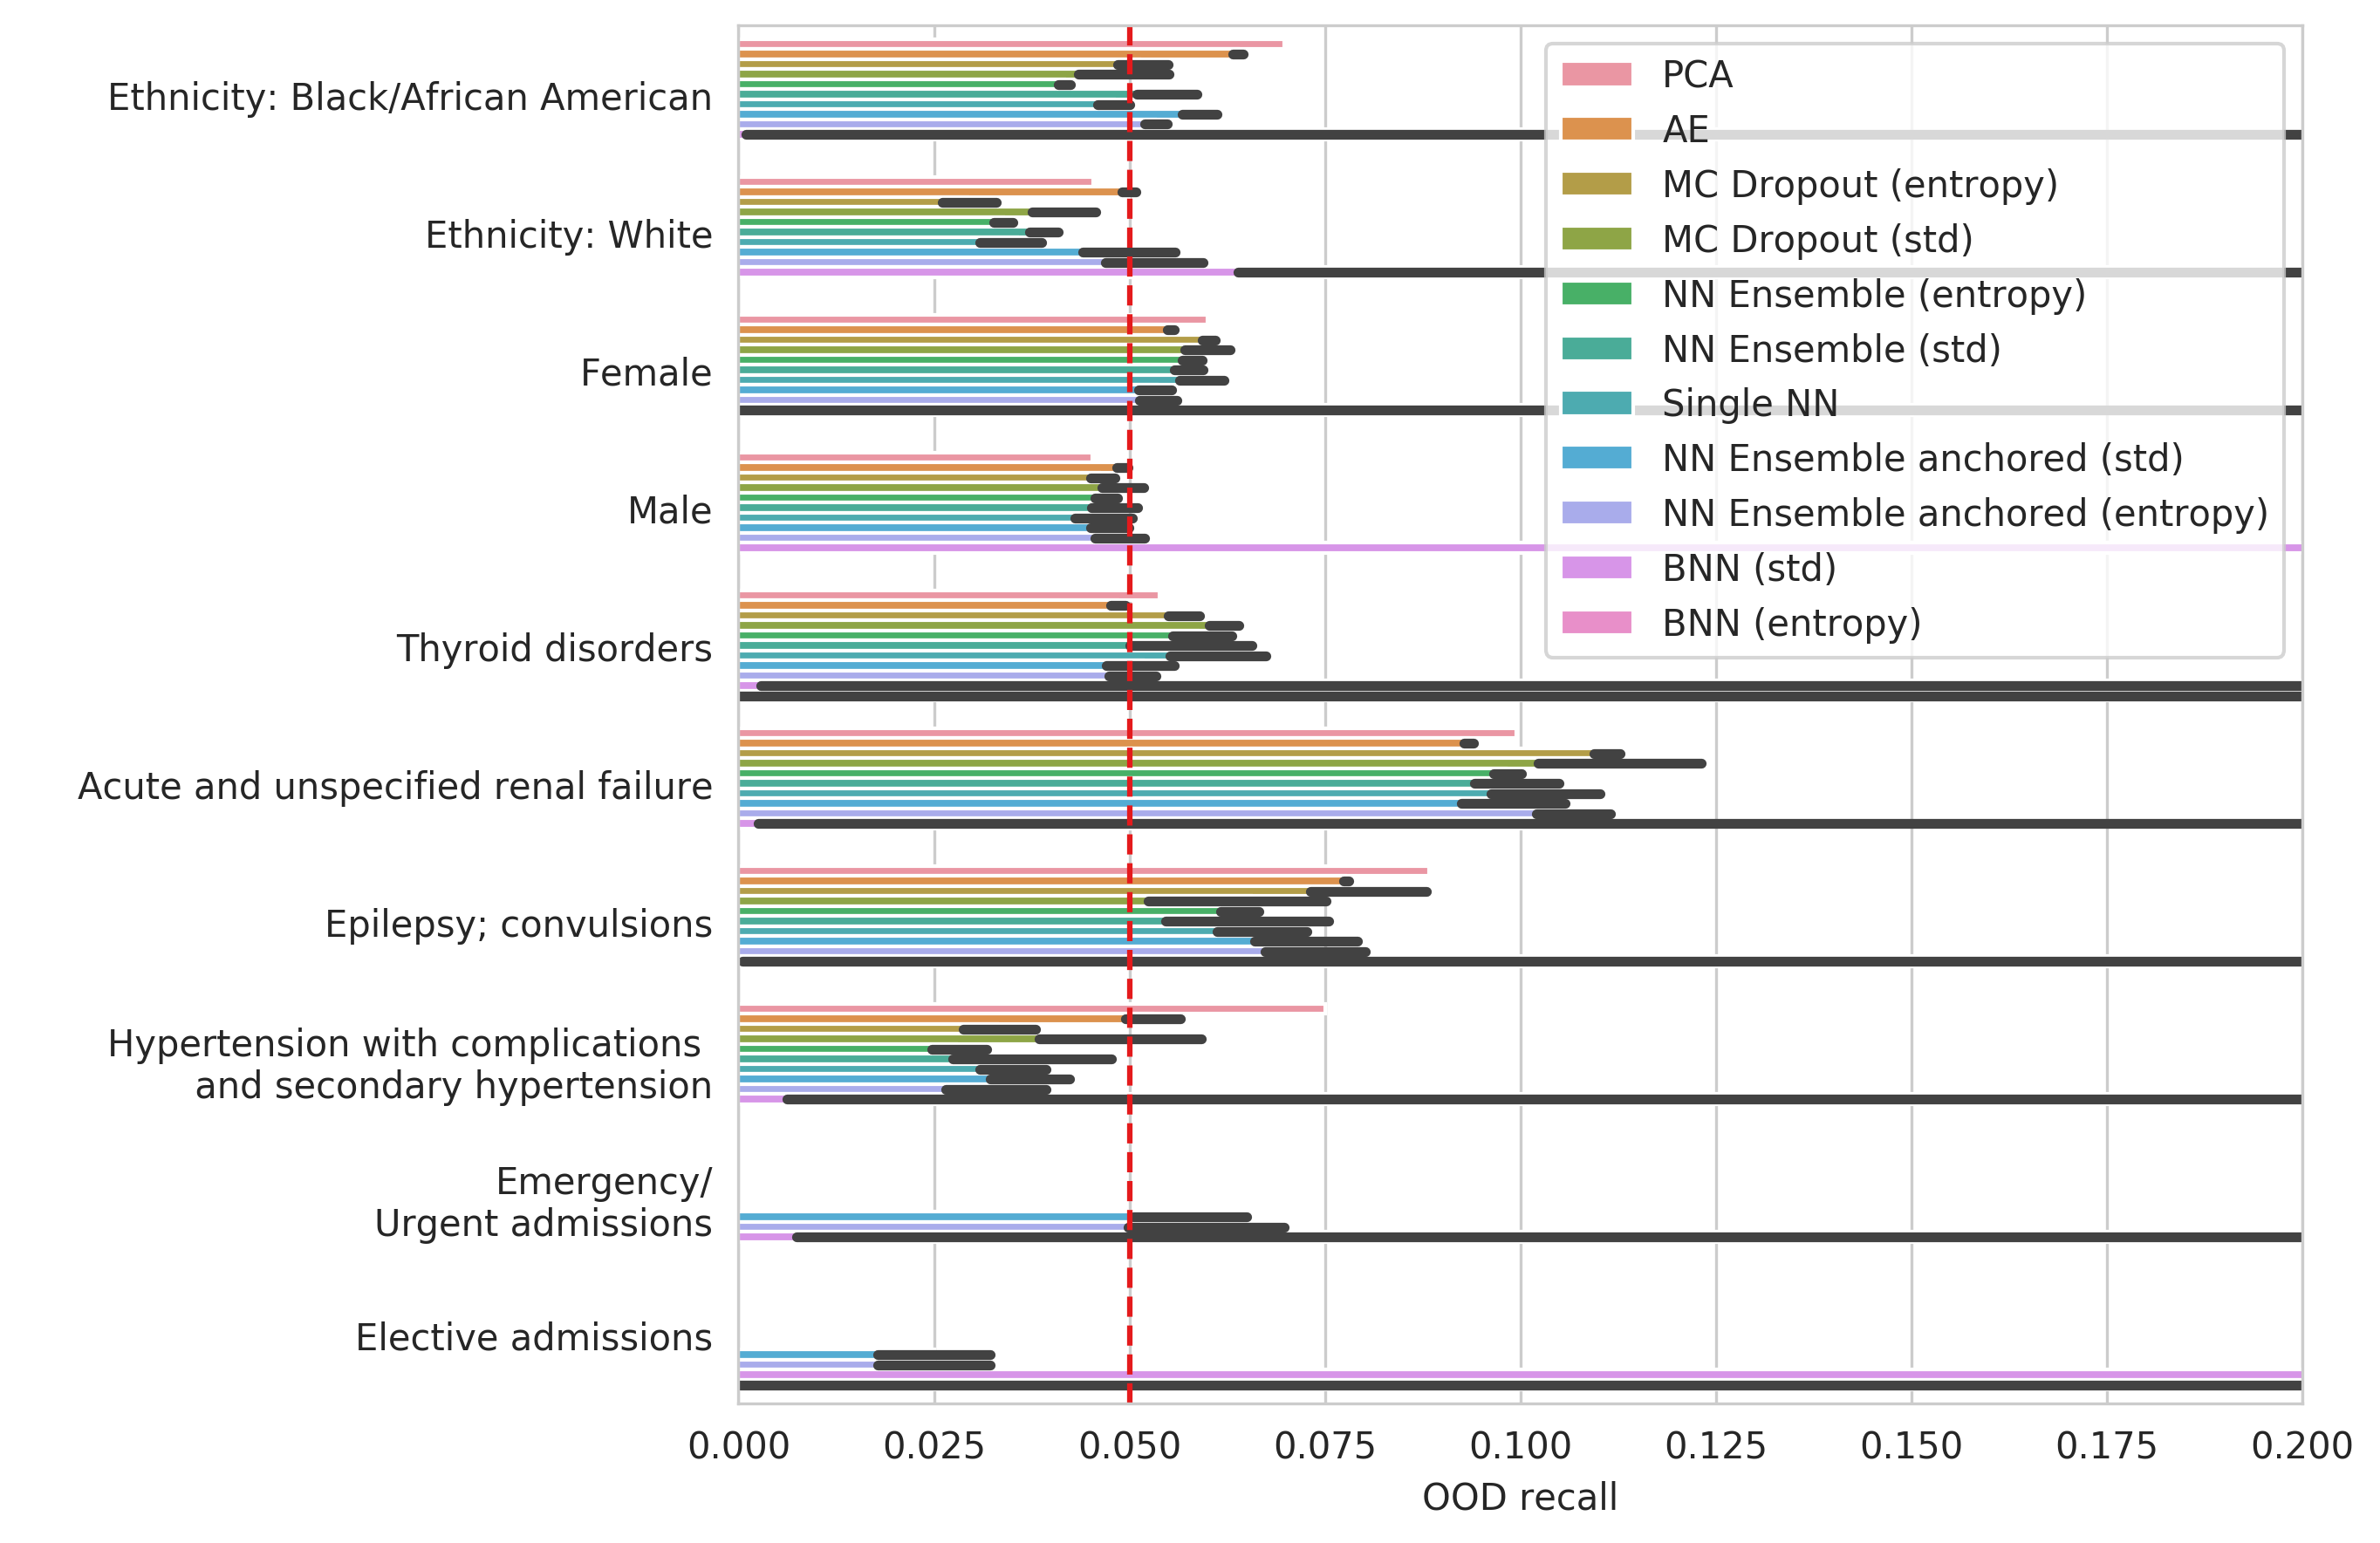 Ethnicity: Black/African American
Ethnicity: White
Female
Male
Thyroid disorders
Acute and unspecified renal failure
Epilepsy; convulsions
Hypertension with complications
and secondary hypertension
Emergency/
Urgent admissions
Elective admissions
PCA
AE
MC Dropout (entropy)
MC Dropout (std)
NN Ensemble (entropy)
NN Ensemble (std)
Single NN
NN Ensemble anchored (std)
NN Ensemble anchored (entropy)
BNN (std)
BNN (entropy)
0.000 0.025 0.050 0.075 0.100 0.125 0.150 0.175 0.200
OOD recall